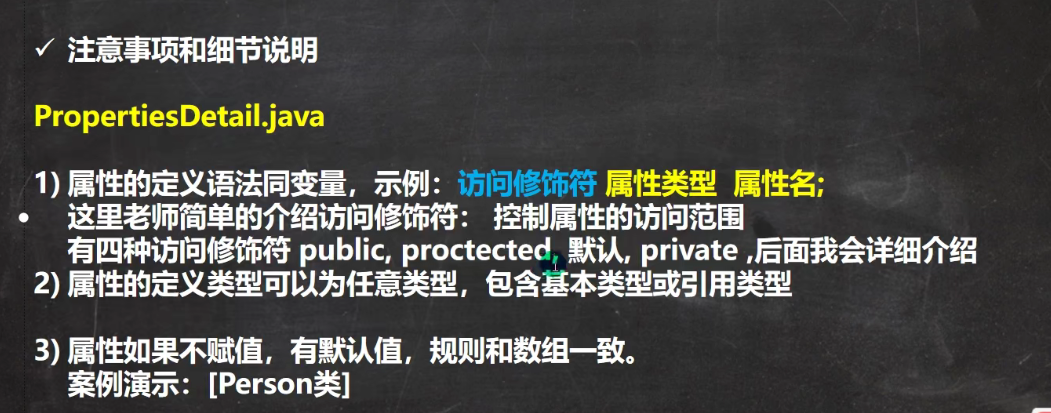 ✓ 注意事项和细节说明
PropertiesDetail.java
1) 属性的定义语法同变量，示例：访问修饰符 属性类型 属性名;
• 这里老师简单的介绍访问修饰符： 控制属性的访问范围
有四种访问修饰符 public, proctected, 默认, private ,后面我会详细介绍
2) 属性的定义类型可以为任意类型，包含基本类型或引用类型
3) 属性如果不赋值，有默认值，规则和数组一致。
案例演示：[Person类]